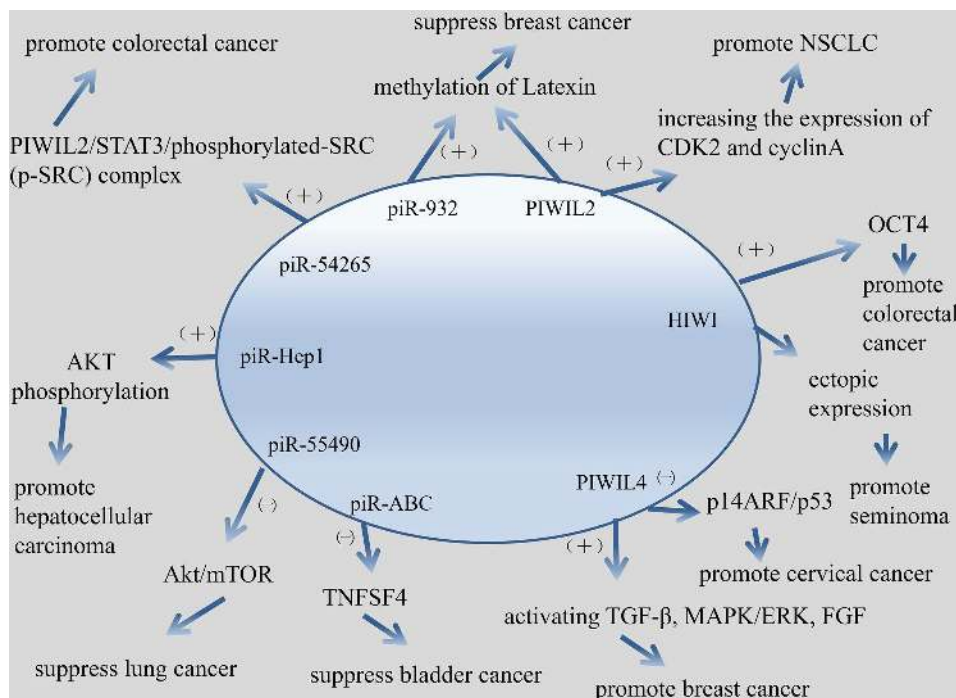 suppress breast cancer
promote colorectal cancer
promote NSCLC
methylation of Latexin
increasing the expression of
CDK2 and cyclinA
PIWIL2/STAT3/phosphorylated-SRC
(p-SRC) complex
(+)
(+)
(+)
(+)
piR-932
PIWIL2
OCT4
(+)
piR-54265
promote
colorectal
cancer
HIWI
(+)
piR-Hep1
AKT
phosphorylation
ectopic
expression
piR-55490
PIWIL4
(-)
promote
hepatocellular
carcinoma
(-)
piR-ABC
p14ARF/p53
promote
seminoma
(-)
(+)
Akt/mTOR
TNFSF4
promote cervical cancer
activating TGF-β, MAPK/ERK, FGF
suppress lung cancer
suppress bladder cancer
promote breast cancer